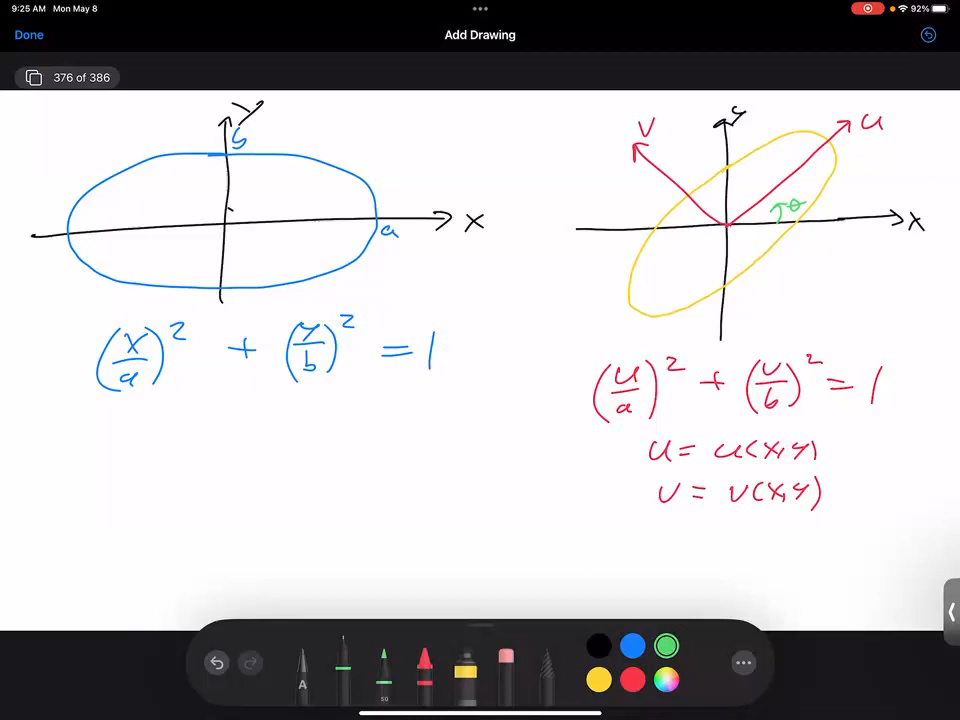 9:25 AM Mon May 8
92%
Done
Add Drawing
376 of 386
y
b
x
a
(x/a)² + (y/b)² = 1
v
y
u
θ
x
(u/a)² + (v/b)² = 1
u = u(x,y)
v = v(x,y)
A
50